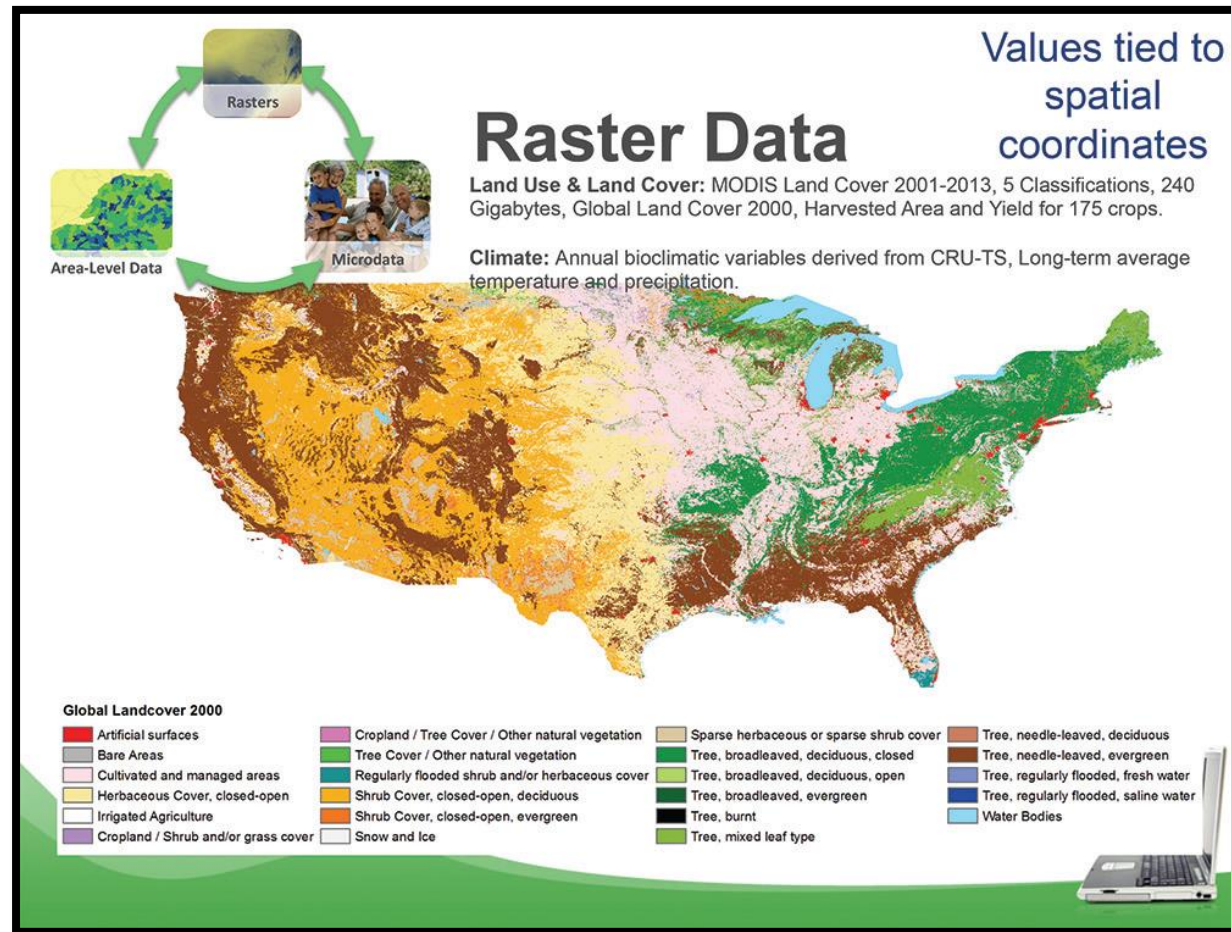 Rasters
Area-Level Data
Microdata
Values tied to
spatial
coordinates
Raster Data
Land Use & Land Cover: MODIS Land Cover 2001-2013, 5 Classifications, 240
Gigabytes, Global Land Cover 2000, Harvested Area and Yield for 175 crops.
Climate: Annual bioclimatic variables derived from CRU-TS, Long-term average
temperature and precipitation.
Global Landcover 2000
Artificial surfaces
Bare Areas
Cultivated and managed areas
Herbaceous Cover, closed-open
Irrigated Agriculture
Cropland / Shrub and/or grass cover
Cropland / Tree Cover / Other natural vegetation
Tree Cover / Other natural vegetation
Regularly flooded shrub and/or herbaceous cover
Shrub Cover, closed-open, deciduous
Shrub Cover, closed-open, evergreen
Snow and Ice
Sparse herbaceous or sparse shrub cover
Tree, broadleaved, deciduous, closed
Tree, broadleaved, deciduous, open
Tree, broadleaved, evergreen
Tree, burnt
Tree, mixed leaf type
Tree, needle-leaved, deciduous
Tree, needle-leaved, evergreen
Tree, regularly flooded, fresh water
Tree, regularly flooded, saline water
Water Bodies